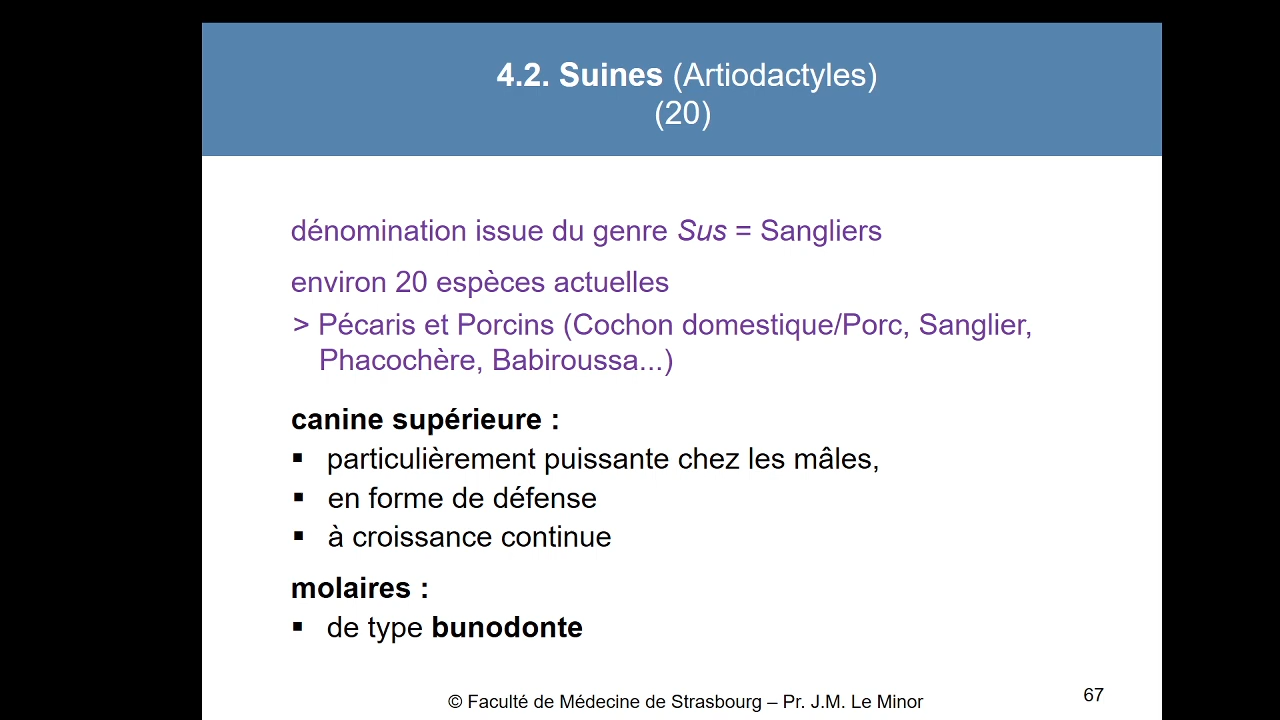 4.2. Suines (Artiodactyles)
(20)
dénomination issue du genre Sus = Sangliers
environ 20 espèces actuelles
> Pécaris et Porcins (Cochon domestique/Porc, Sanglier,
Phacochère, Babiroussa...)
canine supérieure :
▪ particulièrement puissante chez les mâles,
▪ en forme de défense
▪ à croissance continue
molaires :
▪ de type bunodonte
© Faculté de Médecine de Strasbourg – Pr. J.M. Le Minor
67